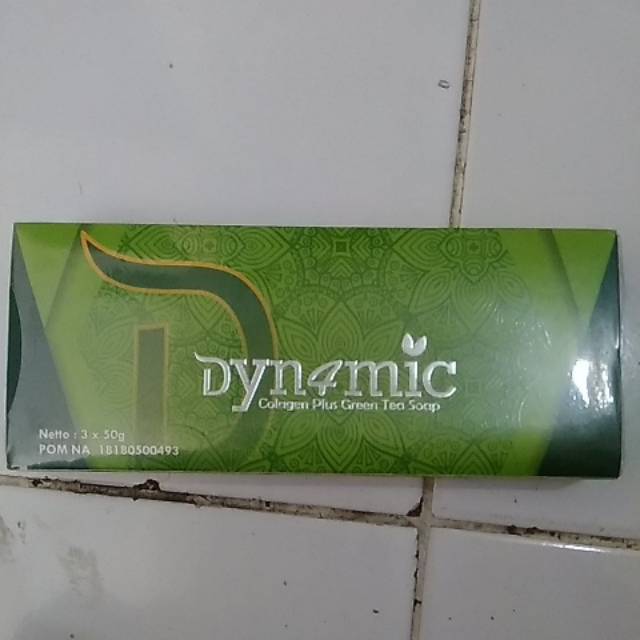 Dyn4mic
Colagen Plus Green Tea Soap
Netto : 3 x 50g
POM NA 18180500493